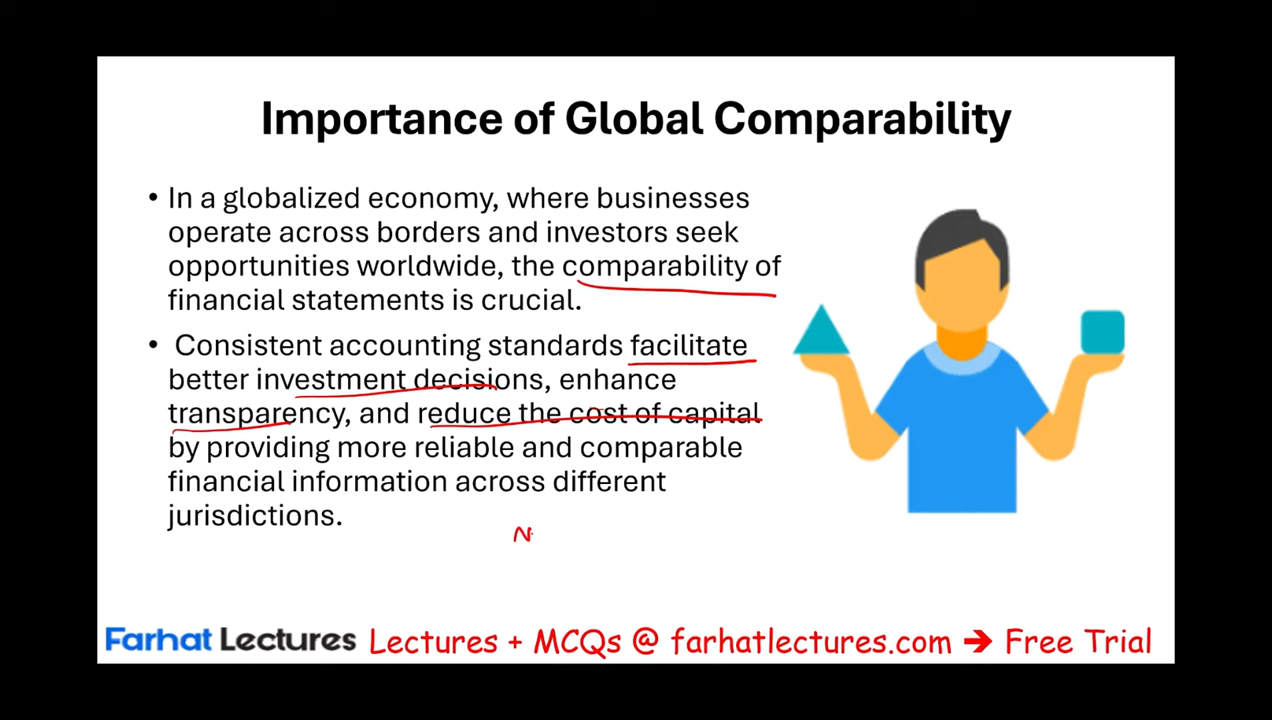 Importance of Global Comparability
• In a globalized economy, where businesses
operate across borders and investors seek
opportunities worldwide, the comparability of
financial statements is crucial.
• Consistent accounting standards facilitate
better investment decisions, enhance
transparency, and reduce the cost of capital
by providing more reliable and comparable
financial information across different
jurisdictions.
N
Farhat Lectures Lectures + MCQs @ farhatlectures.com → Free Trial